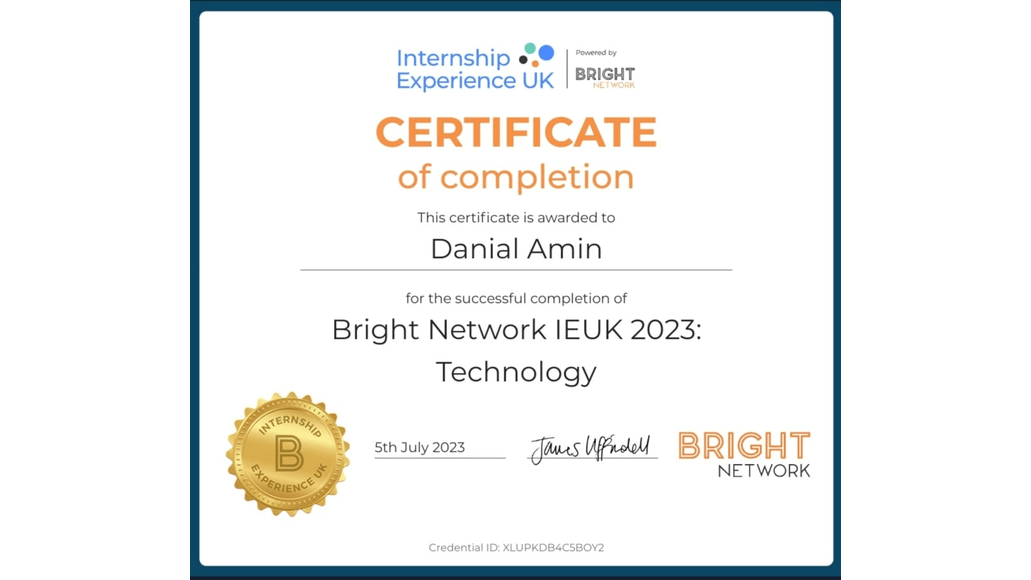 Internship
Experience UK
Powered by
BRIGHT
NETWORK
CERTIFICATE
of completion
This certificate is awarded to
Danial Amin
for the successful completion of
Bright Network IEUK 2023:
Technology
INTERNSHIP
B
EXPERIENCE UK
5th July 2023
James Uffindell
BRIGHT
NETWORK
Credential ID: XLUPKDB4C5BOY2